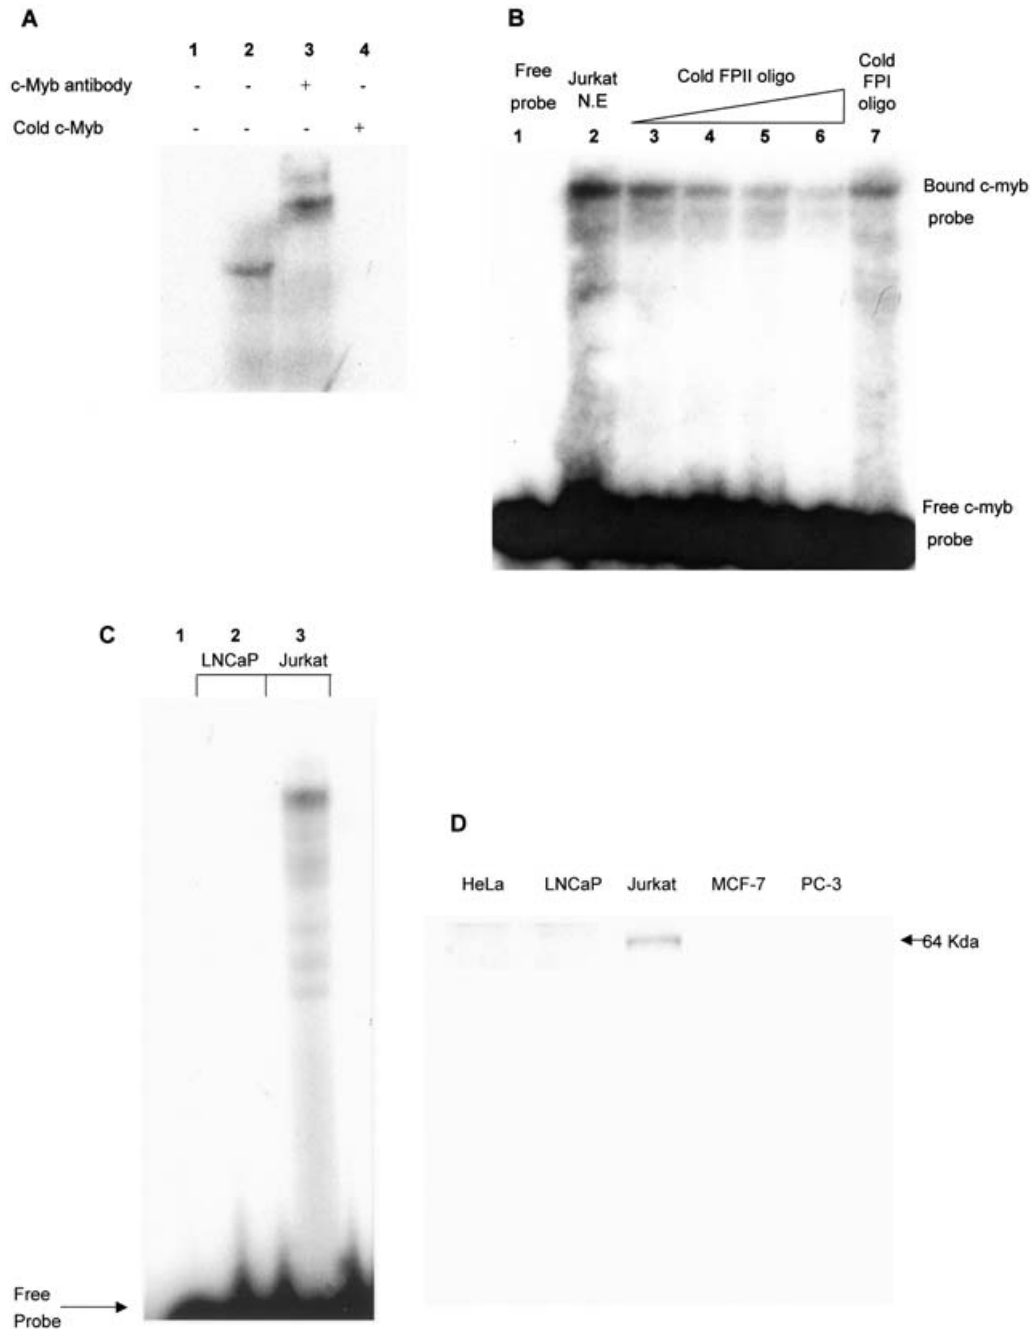 A
1 2 3 4
c-Myb antibody - - + -
Cold c-Myb - - - +
B
Free
probe
1
Jurkat
N.E
2
Cold FPII oligo
3 4 5 6
Cold
FPI
oligo
7
Bound c-myb
probe
Free c-myb
probe
C
1 2 3
LNCaP Jurkat
Free
Probe
D
HeLa LNCaP Jurkat MCF-7 PC-3
64 Kda